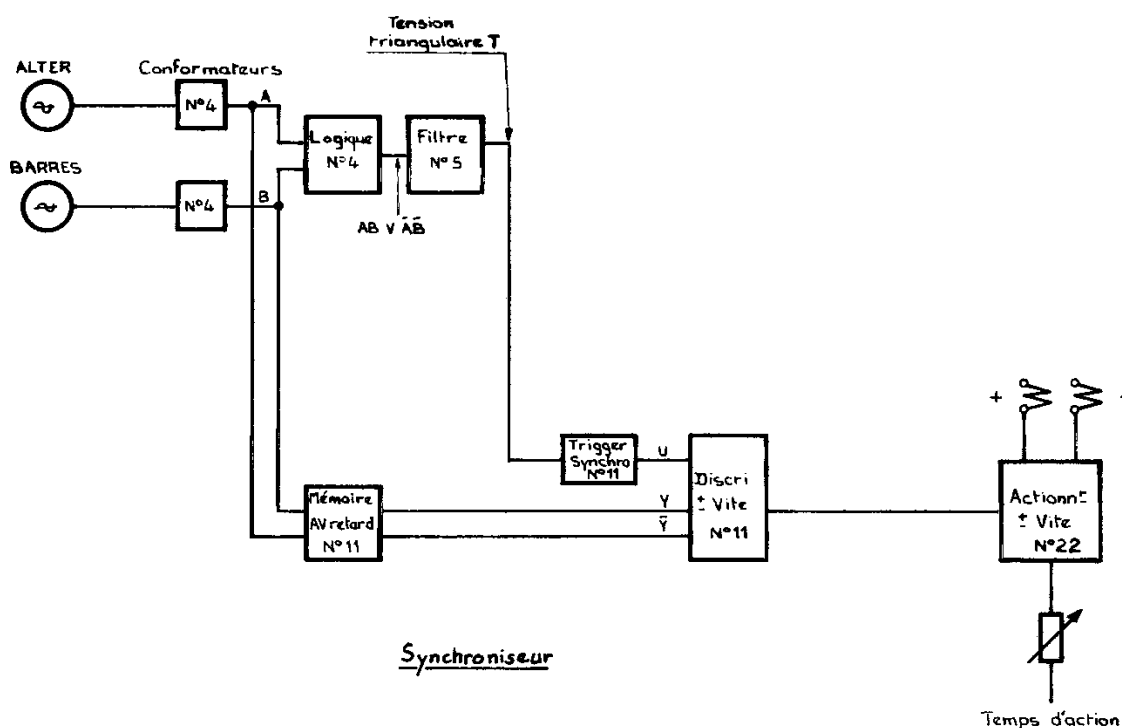 Tension
triangulaire T
ALTER
Conformateurs
N°4
A
Logique
N°4
Filtre
N°5
BARRES
N°4
B
AB V ĀB̄
Trigger
Synchro
N°11
U
Mémoire
AV retard
N°11
Y
Ȳ
Discri
± Vite
N°11
+
-
Actionnt
± Vite
N°22
Synchroniseur
Temps d'action